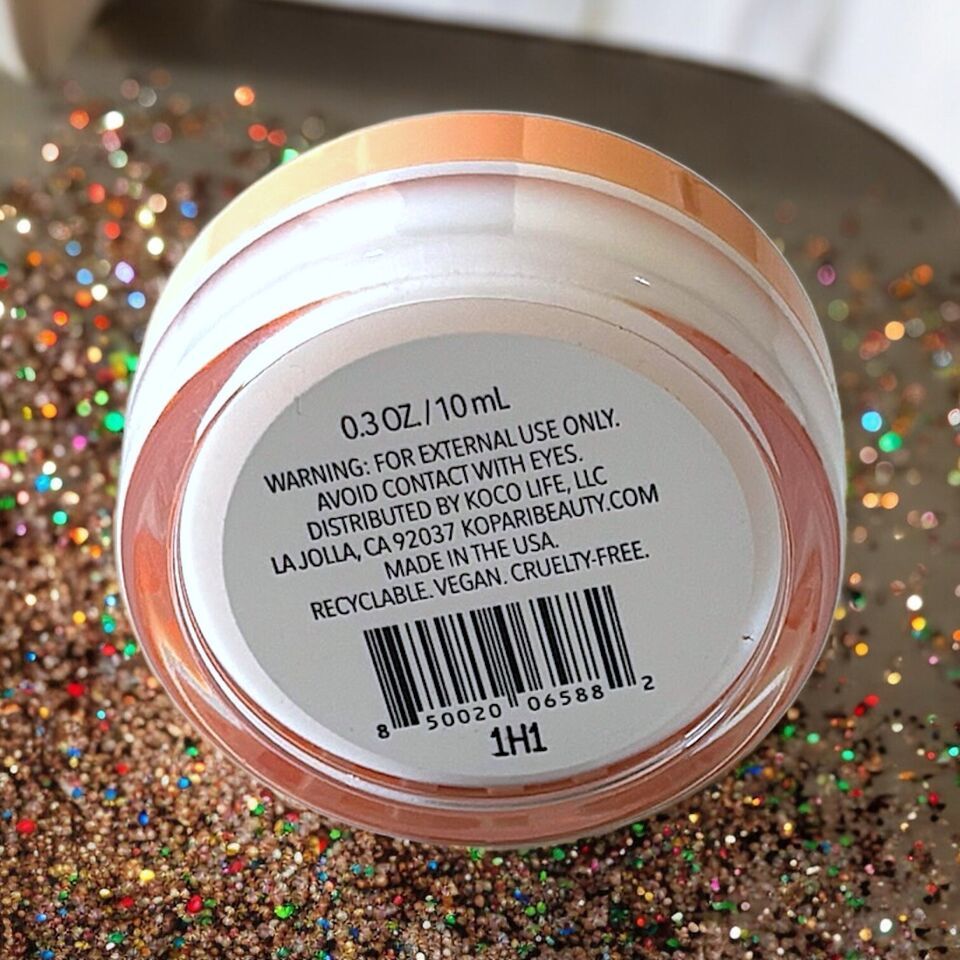 0.3 OZ./10 mL
WARNING: FOR EXTERNAL USE ONLY.
AVOID CONTACT WITH EYES.
DISTRIBUTED BY KOCO LIFE, LLC
LA JOLLA, CA 92037 KOPARIBEAUTY.COM
MADE IN THE USA.
RECYCLABLE. VEGAN. CRUELTY-FREE.
8 50020 06588 2
1H1